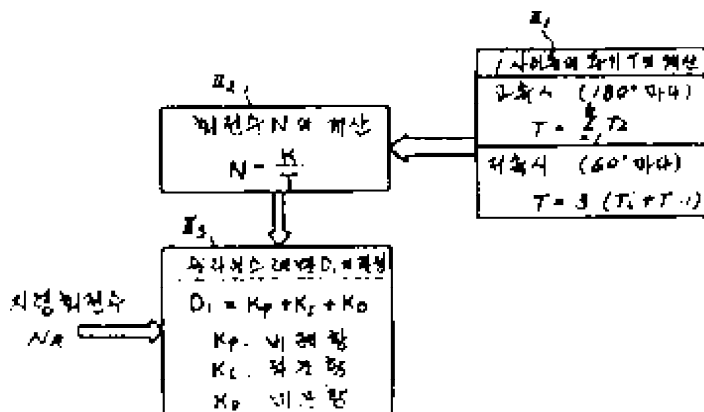 II₁
1사이클의 주기 T의 계산
고속시 (180° 마다)
T = Σ T₂
저속시 (60° 마다)
T = 3 (Tᵢ + T
II₂
회전수 N의 계산
N = K/T
II₃
D₁ = Kp + KI + KD
Kp. 비례항
KI. 적분항
KD 미분항
지정회전수
NR